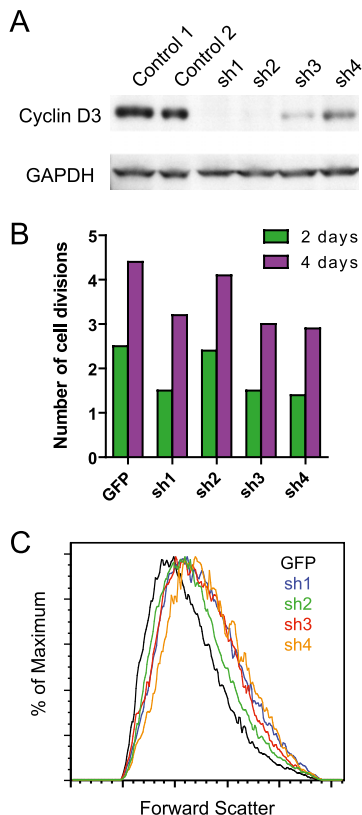 A
Control 1
Control 2
sh1
sh2
sh3
sh4
Cyclin D3
GAPDH
B
2 days
4 days
Number of cell divisions
5
4
3
2
1
0
GFP
sh1
sh2
sh3
sh4
C
GFP
sh1
sh2
sh3
sh4
% of Maximum
Forward Scatter